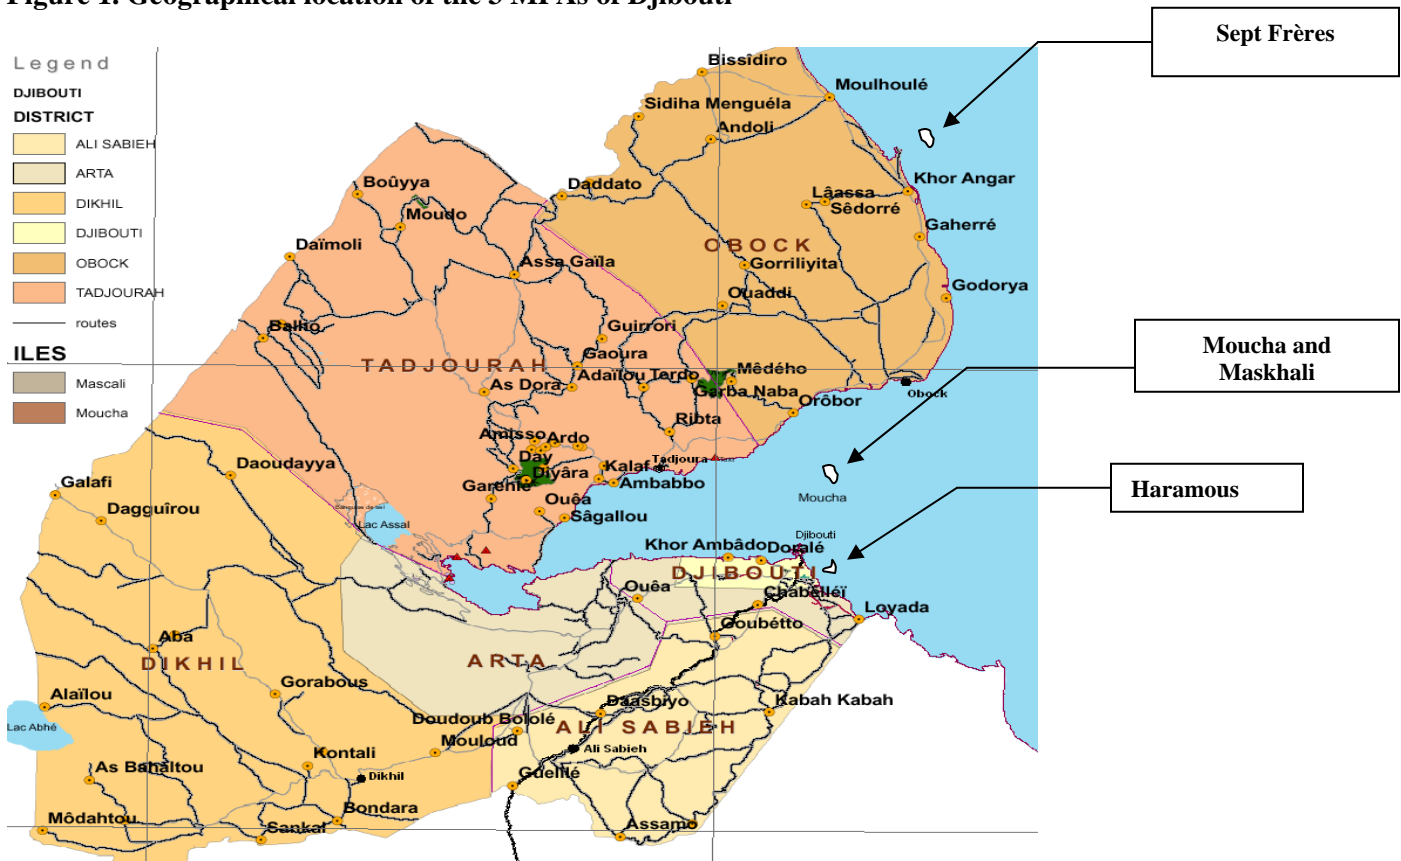 Figure 1. Geographical location of the 3 MPAs of Djibouti
Sept Frères
Legend
DJIBOUTI
DISTRICT
ALI SABIEH
ARTA
DIKHIL
DJIBOUTI
OBOCK
TADJOURAH
routes
ILES
Mascali
Moucha
Bissîdiro
Moulhoulé
Sidiha Menguéla
Andoli
Boûyya
Daddato
Khor Angar
Lâassa
Sêdorré
Moudo
Gaherré
Daïmoli
OBOCK
Assa Gaïla
Gorriliyita
Godorya
Ouaddi
Balho
Guirrori
Moucha and
Maskhali
TADJOURAH
Gaoura
Mêdého
As Dora
Adaïlou
Terdo
Garba Naba
Obock
Orôbor
Ribta
Amisso
Ardo
Day
Tadjoura
Daoudayya
Kalaf
Diyâra
Ambabbo
Galafi
Garenlé
Haramous
Moucha
Ouêa
Dagguîrou
Sâgallou
Lac Assal
Djibouti
Khor Ambâdo
Doralé
DJIBOUTI
Ouêa
Chabêlléï
Loyada
Goubétto
Aba
DIKHIL
ARTA
Gorabous
Alaïlou
Daasbiyo
Kabah Kabah
Doudoub Bololé
Lac Abhé
ALI SABIEH
Mouloud
Kontali
Ali Sabieh
As Bahaltou
Dikhil
Guelilé
Bondara
Môdahtou
Sankal
Assamo